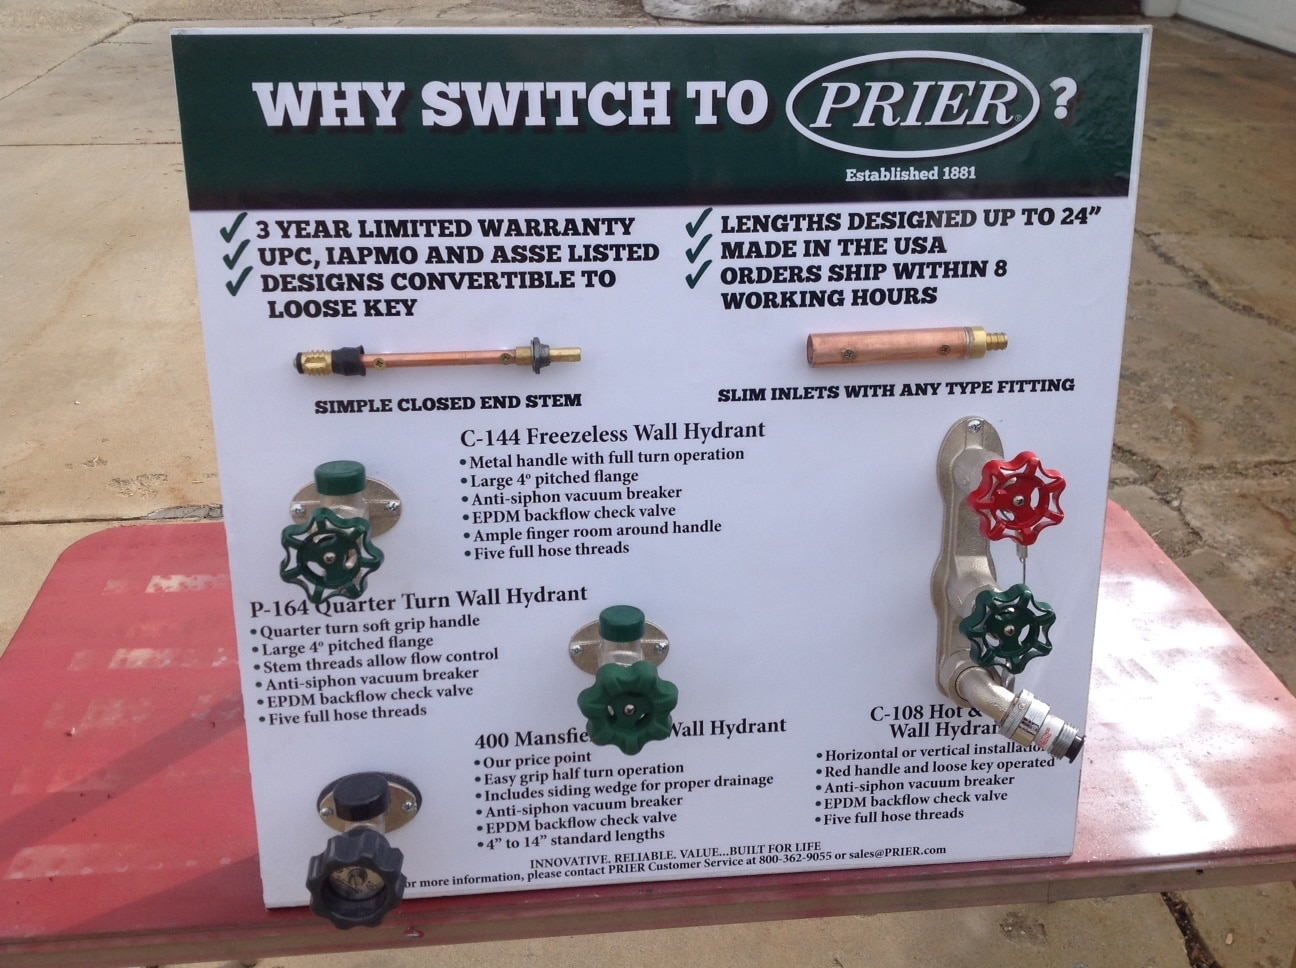 WHY SWITCH TO PRIER ?
Established 1881
3 YEAR LIMITED WARRANTY
UPC, IAPMO AND ASSE LISTED
DESIGNS CONVERTIBLE TO
LOOSE KEY
LENGTHS DESIGNED UP TO 24"
MADE IN THE USA
ORDERS SHIP WITHIN 8
WORKING HOURS
SIMPLE CLOSED END STEM
SLIM INLETS WITH ANY TYPE FITTING
C-144 Freezeless Wall Hydrant
• Metal handle with full turn operation
• Large 4º pitched flange
• Anti-siphon vacuum breaker
• EPDM backflow check valve
• Ample finger room around handle
• Five full hose threads
P-164 Quarter Turn Wall Hydrant
• Quarter turn soft grip handle
• Large 4º pitched flange
• Stem threads allow flow control
• Anti-siphon vacuum breaker
• EPDM backflow check valve
• Five full hose threads
400 Wall Hydrant
• Our price point
• Easy grip half turn operation
• Includes siding wedge for proper drainage
• Anti-siphon vacuum breaker
• EPDM backflow check valve
• 4" to 14" standard lengths
C-108 Hot &
Wall Hydrant
• Horizontal or vertical installation
• Red handle and loose key operated
• Anti-siphon vacuum breaker
• EPDM backflow check valve
• Five full hose threads
INNOVATIVE. RELIABLE. VALUE...BUILT FOR LIFE
or more information, please contact PRIER Customer Service at 800-362-9055 or sales@PRIER.com